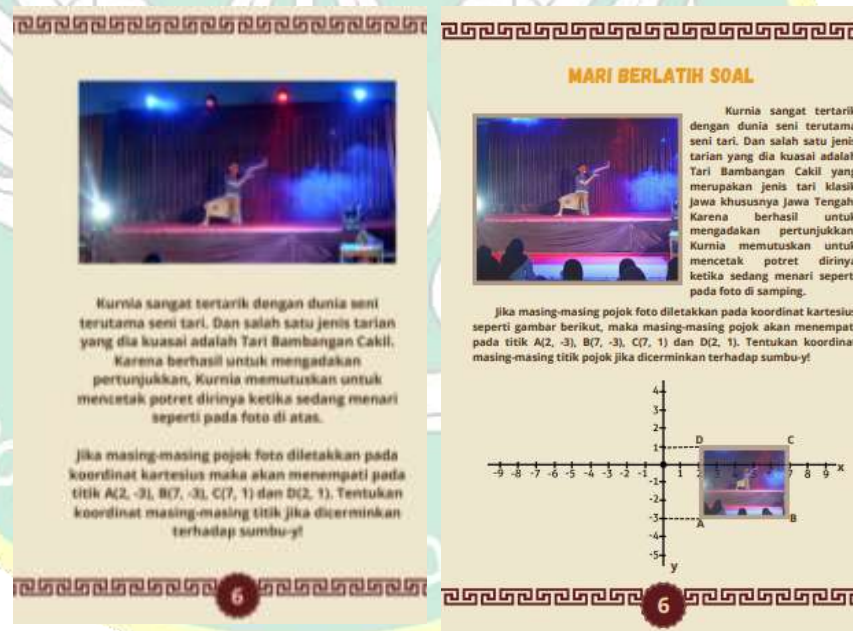 Kurnia sangat tertarik dengan dunia seni
terutama seni tari. Dan salah satu jenis tarian
yang dia kuasai adalah Tari Bambangan Cakil.
Karena berhasil untuk mengadakan
pertunjukkan, Kurnia memutuskan untuk
mencetak potret dirinya ketika sedang menari
seperti pada foto di atas.
Jika masing-masing pojok foto diletakkan pada
koordinat kartesius maka akan menempati pada
titik A(2, -3), B(7, -3), C(7, 1) dan D(2, 1). Tentukan
koordinat masing-masing titik jika dicerminkan
terhadap sumbu-y!
6
MARI BERLATIH SOAL
Kurnia sangat tertarik
dengan dunia seni terutama
seni tari. Dan salah satu jenis
tarian yang dia kuasai adalah
Tari Bambangan Cakil yang
merupakan jenis tari klasik
Jawa khususnya Jawa Tengah
Karena berhasil untuk
mengadakan pertunjukkan
Kurnia memutuskan untuk
mencetak potret dirinya
ketika sedang menari seperti
pada foto di samping.
Jika masing-masing pojok foto diletakkan pada koordinat kartesius
seperti gambar berikut, maka masing-masing pojok akan menempat
pada titik A(2, -3), B(7, -3), C(7, 1) dan D(2, 1). Tentukan koordinat
masing-masing titik pojok jika dicerminkan terhadap sumbu-y!
4
3
2
1
D C
-9 -8 -7 -6 -5 -4 -3 -2 -1 1 2 7 8 9 x
-1
-2
-3
A B
-4
-5
y
6